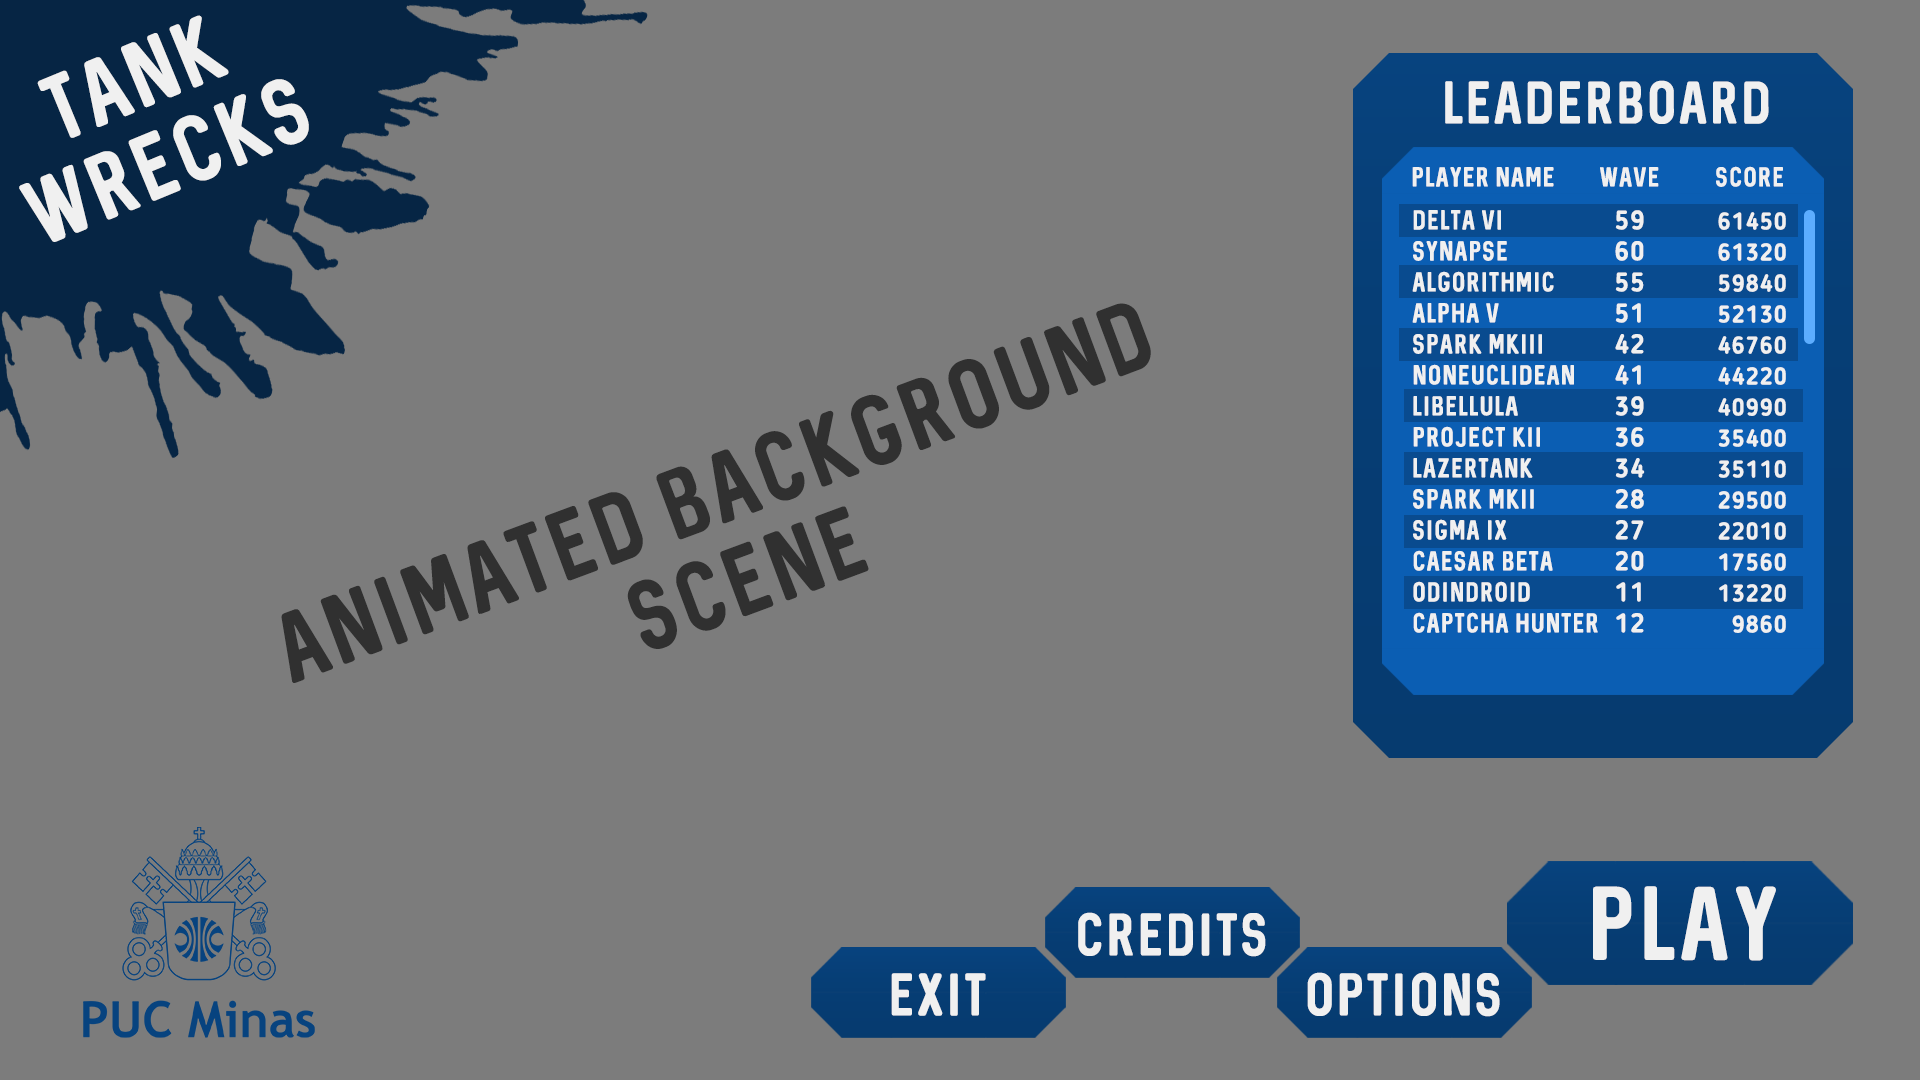 TANK
WRECKS
ANIMATED BACKGROUND
SCENE
LEADERBOARD
PLAYER NAME WAVE SCORE
DELTA VI 59 61450
SYNAPSE 60 61320
ALGORITHMIC 55 59840
ALPHA V 51 52130
SPARK MKIII 42 46760
NONEUCLIDEAN 41 44220
LIBELLULA 39 40990
PROJECT KII 36 35400
LAZERTANK 34 35110
SPARK MKII 28 29500
SIGMA IX 27 22010
CAESAR BETA 20 17560
ODINDROID 11 13220
CAPTCHA HUNTER 12 9860
PUC Minas
EXIT
CREDITS
OPTIONS
PLAY